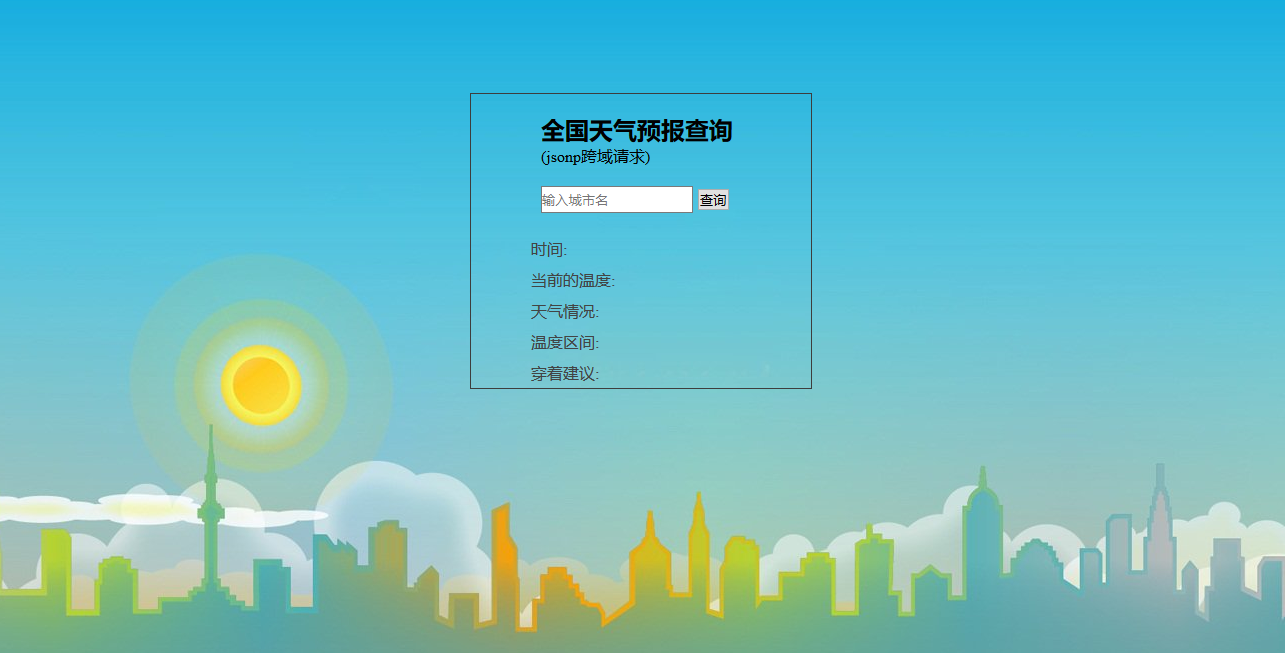 全国天气预报查询
(jsonp跨域请求)
输入城市名 查询
时间:
当前的温度:
天气情况:
温度区间:
穿着建议: